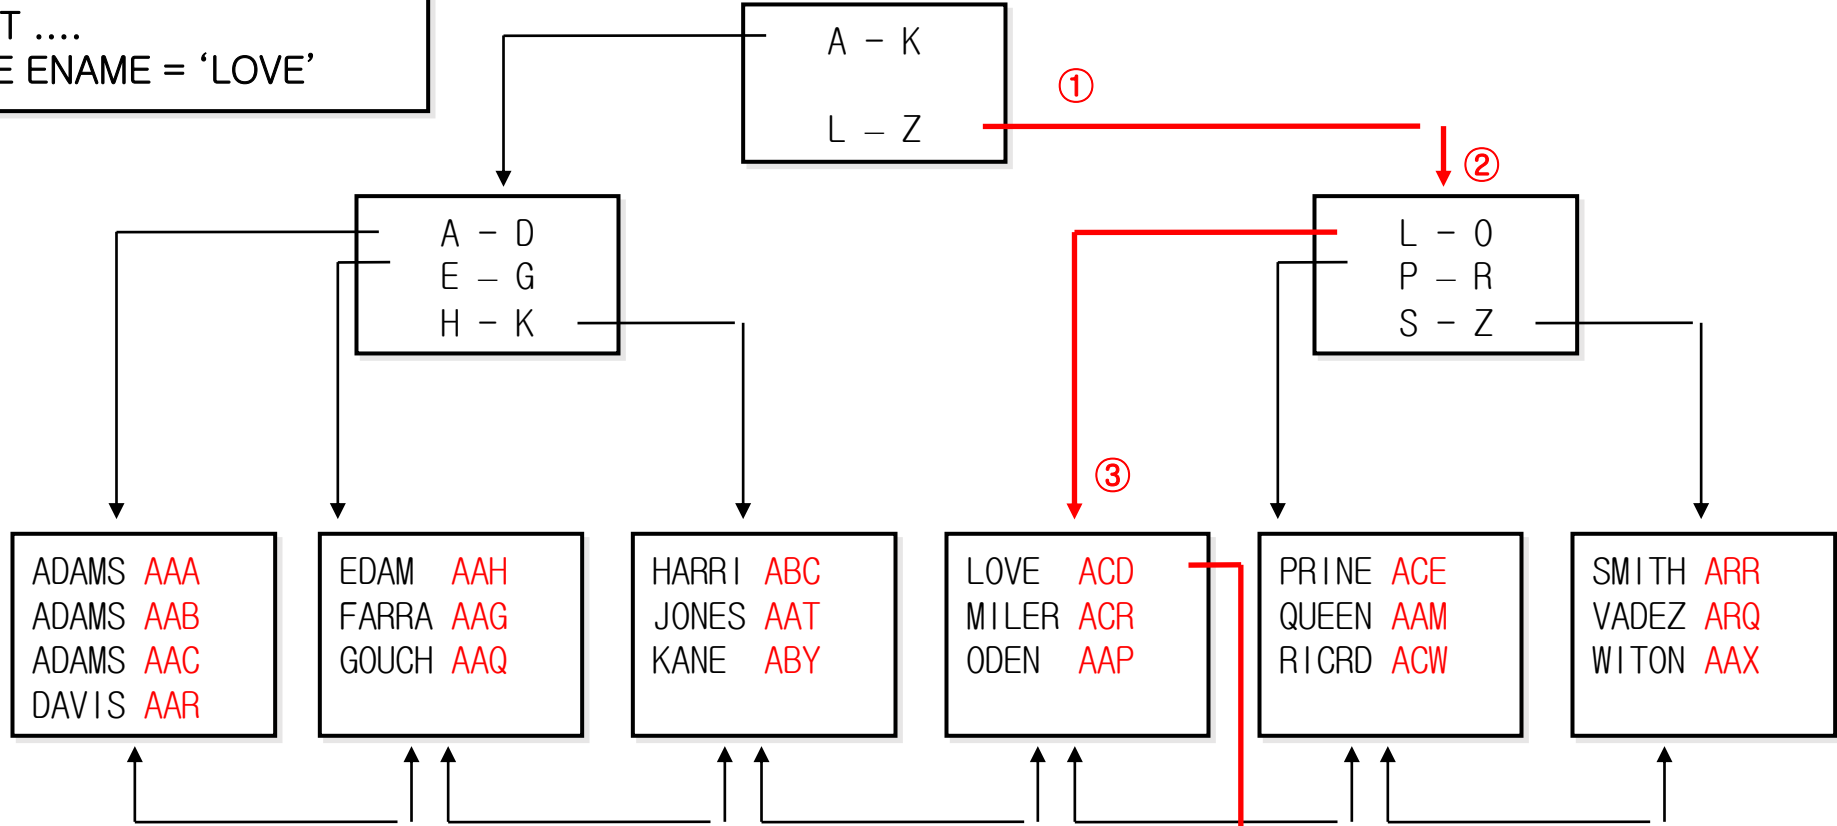 T ....
E ENAME = ‘LOVE’
A - K
L – Z
①
②
A - D
E – G
H - K
L - O
P – R
S - Z
③
ADAMS AAA
ADAMS AAB
ADAMS AAC
DAVIS AAR
EDAM AAH
FARRA AAG
GOUCH AAQ
HARRI ABC
JONES AAT
KANE ABY
LOVE ACD
MILER ACR
ODEN AAP
PRINE ACE
QUEEN AAM
RICRD ACW
SMITH ARR
VADEZ ARQ
WITON AAX